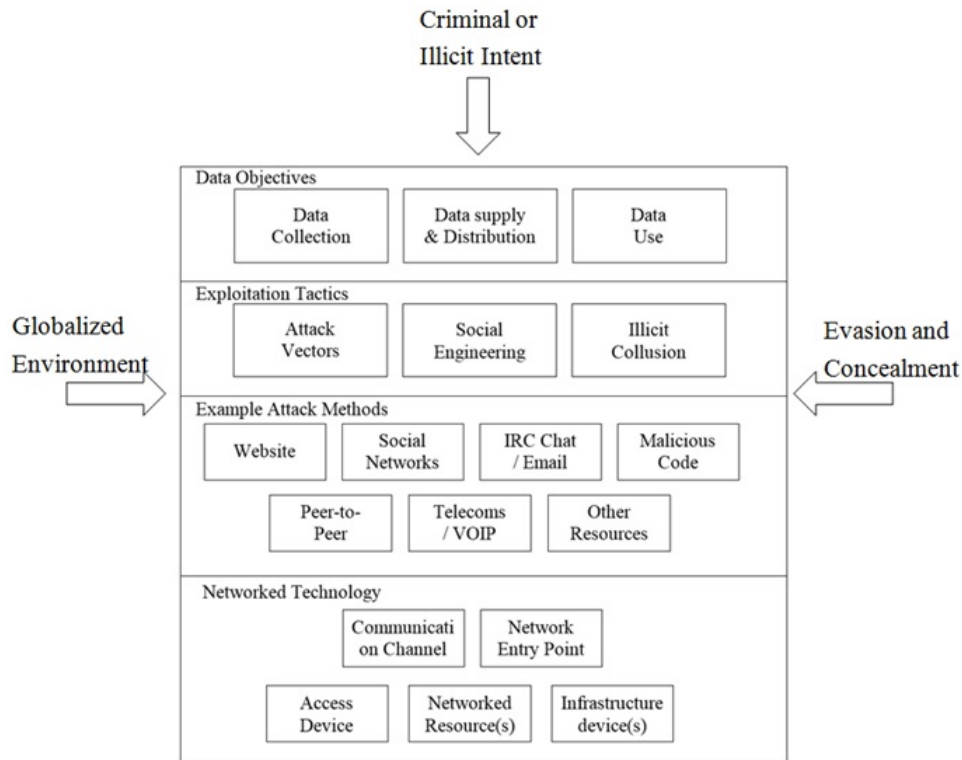 Criminal or
Illicit Intent
Data Objectives
Data
Collection
Data supply
& Distribution
Data
Use
Exploitation Tactics
Attack
Vectors
Social
Engineering
Illicit
Collusion
Globalized
Environment
Evasion and
Concealment
Example Attack Methods
Website
Social
Networks
IRC Chat
/ Email
Malicious
Code
Peer-to-
Peer
Telecoms
/ VOIP
Other
Resources
Networked Technology
Communicati
on Channel
Network
Entry Point
Access
Device
Networked
Resource(s)
Infrastructure
device(s)